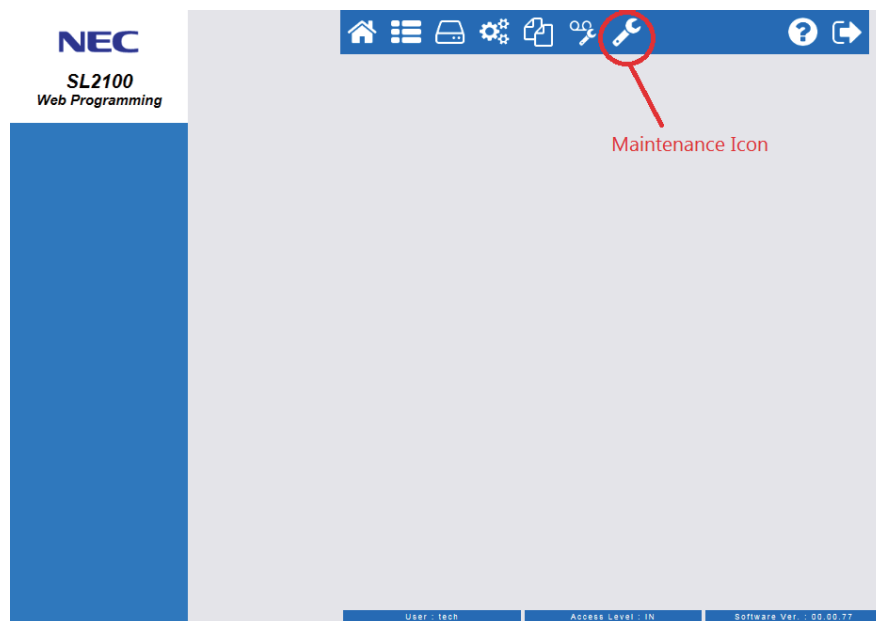 NEC
SL2100
Web Programming
?
Maintenance Icon
User : tech
Access Level : IN
Software Ver. : 00.00.77